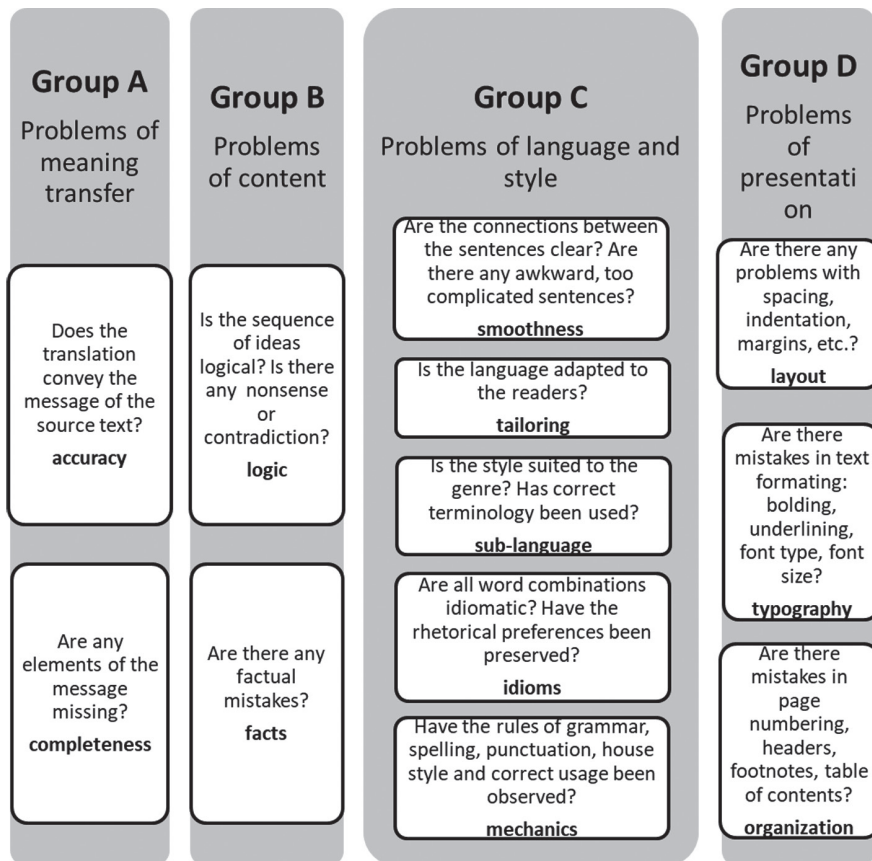 Group A
Problems of
meaning
transfer
Does the
translation
convey the
message of the
source text?
accuracy
Are any
elements of the
message
missing?
completeness
Group B
Problems
of content
Is the sequence
of ideas
logical? Is there
any nonsense
or
contradiction?
logic
Are there any
factual
mistakes?
facts
Group C
Problems of language and
style
Are the connections between
the sentences clear? Are
there any awkward, too
complicated sentences?
smoothness
Is the language adapted to
the readers?
tailoring
Is the style suited to the
genre? Has correct
terminology been used?
sub-language
Are all word combinations
idiomatic? Have the
rhetorical preferences been
preserved?
idioms
Have the rules of grammar,
spelling, punctuation, house
style and correct usage been
observed?
mechanics
Group D
Problems
of
presentati
on
Are there any
problems with
spacing,
indentation,
margins, etc.?
layout
Are there
mistakes in text
formating:
bolding,
underlining,
font type, font
size?
typography
Are there
mistakes in
page
numbering,
headers,
footnotes, table
of contents?
organization